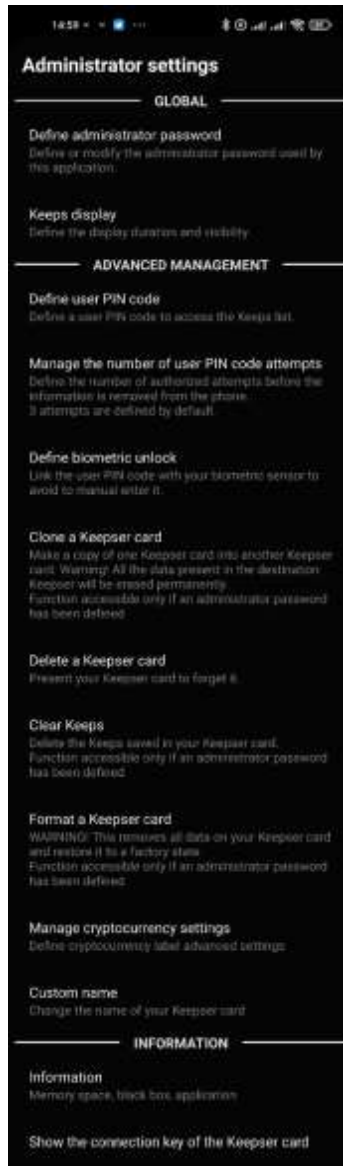 14:58
Administrator settings
GLOBAL
Define administrator password
Define or modify the administrator password used by
this application.
Keeps display
Define the display duration and visibility
ADVANCED MANAGEMENT
Define user PIN code
Define a user PIN code to access the Keeps list.
Manage the number of user PIN code attempts
Define the number of authorized attempts before the
information is removed from the phone.
3 attempts are defined by default.
Define biometric unlock
Link the user PIN code with your biometric sensor to
avoid to manual enter it.
Clone a Keepser card
Make a copy of one Keepser card into another Keepser
card. Warning! All the data present in the destination
Keepser will be erased permanently
Function accessible only if an administrator password
has been defined
Delete a Keepser card
Present your Keepser card to forget it.
Clear Keeps
Delete the Keeps saved in your Keepser card.
Function accessible only if an administrator password
has been defined
Format a Keepser card
WARNING! This removes all data on your Keepser card
and restore it to a factory state
Function accessible only if an administrator password
has been defined
Manage cryptocurrency settings
Define cryptocurrency label advanced settings
Custom name
Change the name of your Keepser card
INFORMATION
Information
Memory space, black box, application
Show the connection key of the Keepser card